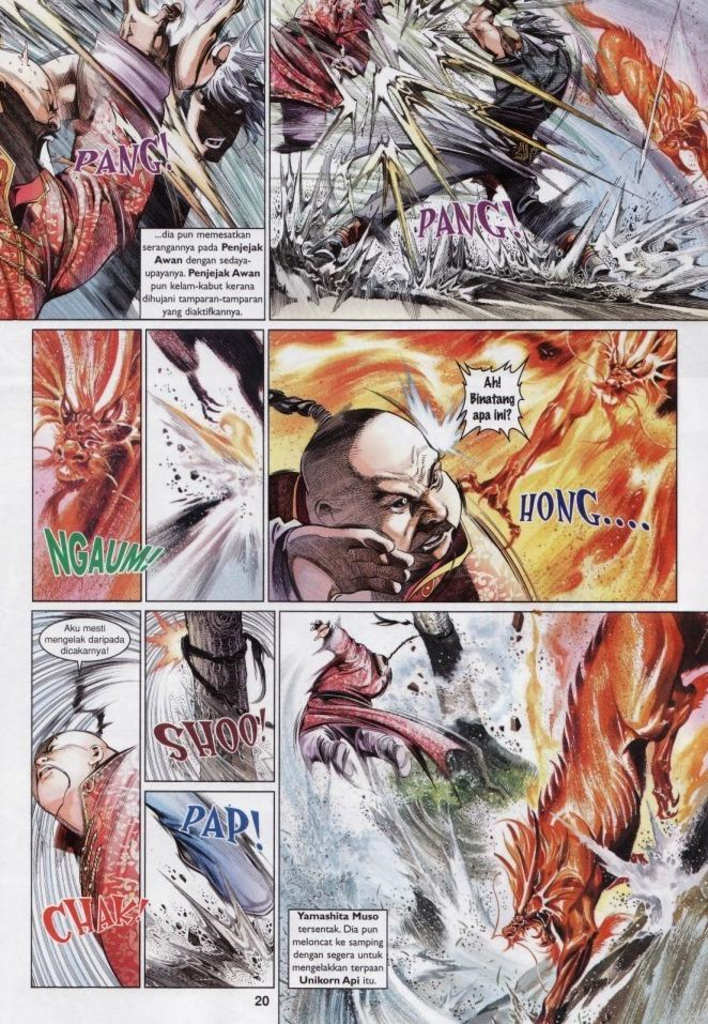 PANG!
...dia pun memesatkan
serangannya pada Penjejak
Awan dengan sedaya-
upayanya. Penjejak Awan
pun kelam-kabut kerana
dihujani tamparan-tamparan
yang diaktifkannya.
PANG!
NGAUM!
Ah!
Binatang
apa ini?
HONG....
Aku mesti
mengelak daripada
dicakarnya!
CHAK!
SHOO!
PAP!
Yamashita Muso
tersentak. Dia pun
meloncat ke samping
dengan segera untuk
mengelakkan terpaan
Unikorn Api itu.
20